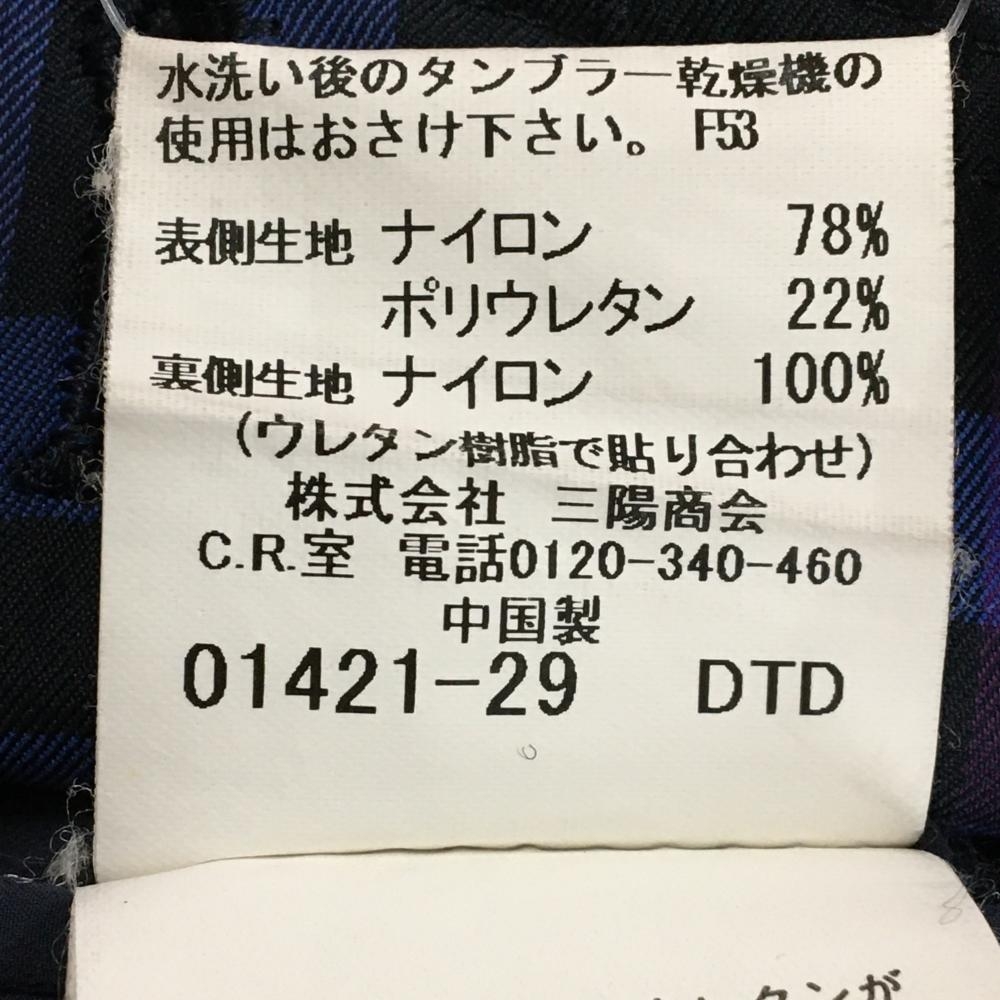 水洗い後のタンブラー乾燥機の
使用はおさけ下さい。 F53
表側生地 ナイロン 78%
ポリウレタン 22%
裏側生地 ナイロン 100%
(ウレタン樹脂で貼り合わせ)
株式会社 三陽商会
C.R.室 電話0120-340-460
中国製
01421-29 DTD